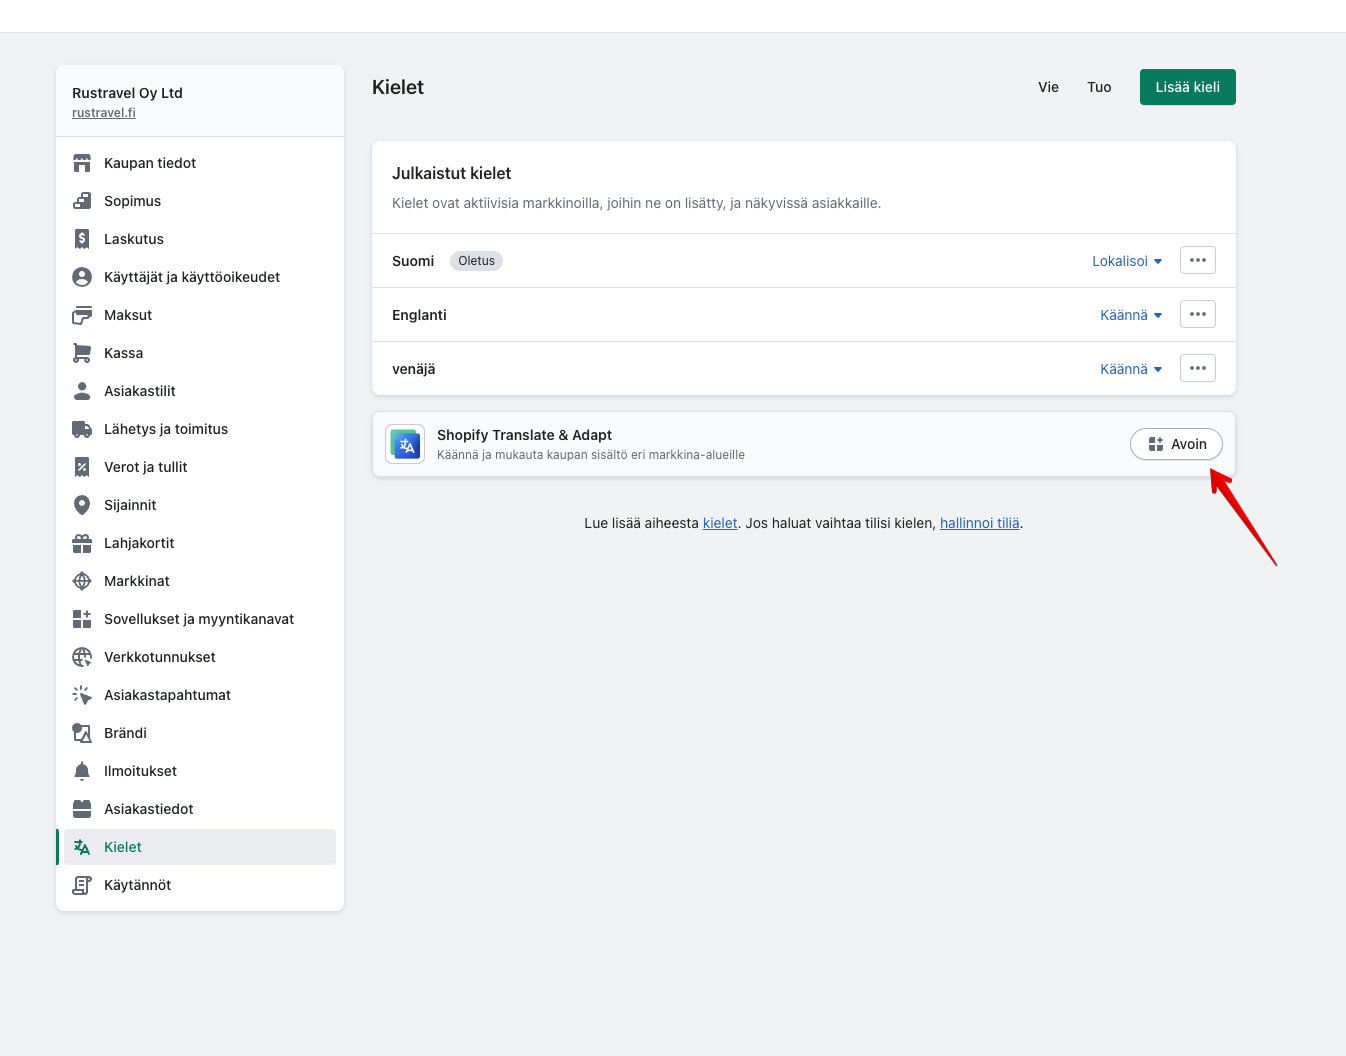 Rustravel Oy Ltd
rustravel.fi
Kaupan tiedot
Sopimus
Laskutus
Käyttäjät ja käyttöoikeudet
Maksut
Kassa
Asiakastilit
Lähetys ja toimitus
Verot ja tullit
Sijainnit
Lahjakortit
Markkinat
Sovellukset ja myyntikanavat
Verkkotunnukset
Asiakastapahtumat
Brändi
Ilmoitukset
Asiakastiedot
Kielet
Käytännöt
Kielet
Vie Tuo Lisää kieli
Julkaistut kielet
Kielet ovat aktiivisia markkinoilla, joihin ne on lisätty, ja näkyvissä asiakkaille.
Suomi Oletus Lokalisoi
Englanti Käännä
venäjä Käännä
Shopify Translate & Adapt
Käännä ja mukauta kaupan sisältö eri markkina-alueille
Avoin
Lue lisää aiheesta kielet. Jos haluat vaihtaa tilisi kielen, hallinnoi tiliä.